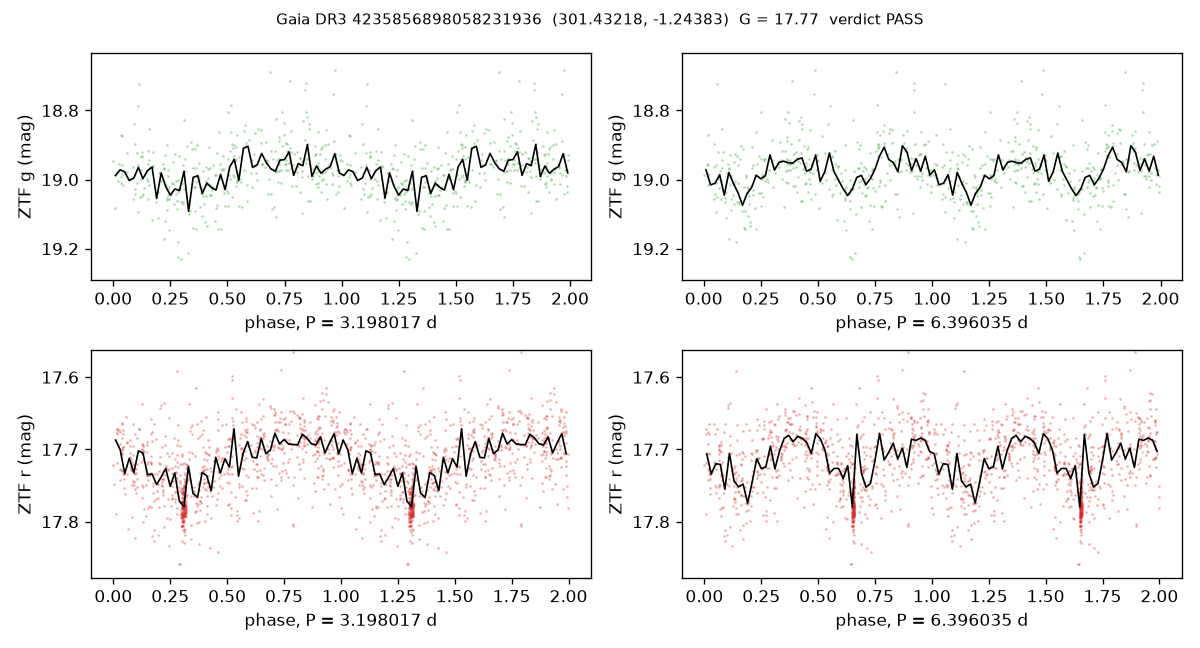 Gaia DR3 4235856898058231936 (301.43218, -1.24383) G = 17.77 verdict PASS
ZTF g (mag)
18.8
19.0
19.2
0.00 0.25 0.50 0.75 1.00 1.25 1.50 1.75 2.00
phase, P = 3.198017 d
ZTF g (mag)
18.8
19.0
19.2
0.00 0.25 0.50 0.75 1.00 1.25 1.50 1.75 2.00
phase, P = 6.396035 d
ZTF r (mag)
17.6
17.7
17.8
0.00 0.25 0.50 0.75 1.00 1.25 1.50 1.75 2.00
phase, P = 3.198017 d
ZTF r (mag)
17.6
17.7
17.8
0.00 0.25 0.50 0.75 1.00 1.25 1.50 1.75 2.00
phase, P = 6.396035 d